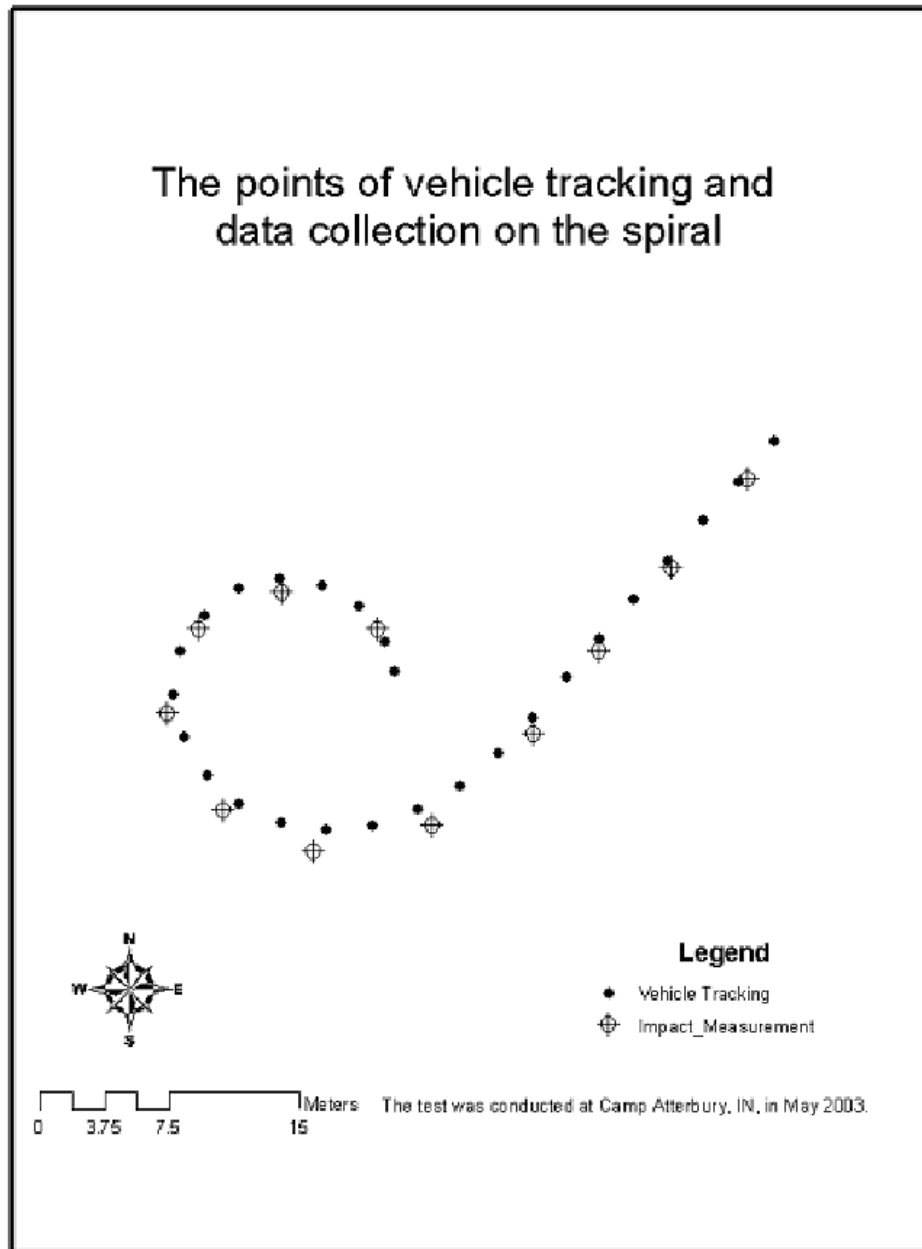 The points of vehicle tracking and
data collection on the spiral
N
W E
S
Legend
Vehicle Tracking
Impact_Measurement
Meters
0 3.75 7.5 15
The test was conducted at Camp Atterbury, IN, in May 2003.